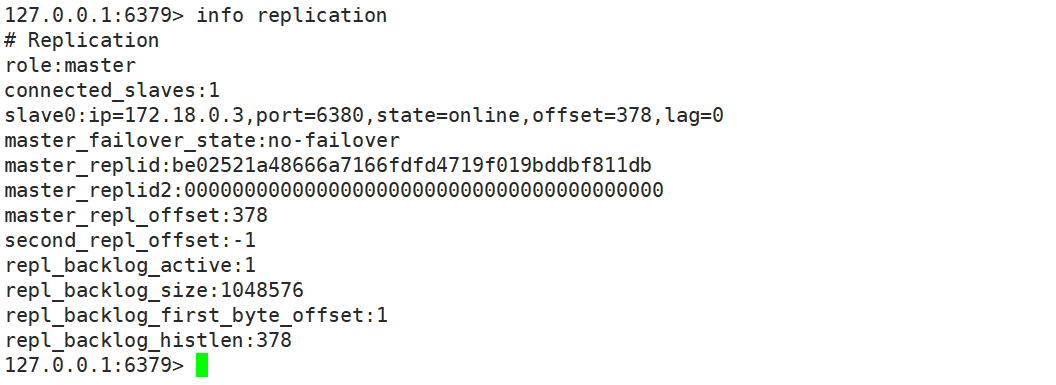 127.0.0.1:6379> info replication
# Replication
role:master
connected_slaves:1
slave0:ip=172.18.0.3,port=6380,state=online,offset=378,lag=0
master_failover_state:no-failover
master_replid:be02521a48666a7166fdfd4719f019bddbf811db
master_replid2:0000000000000000000000000000000000000000
master_repl_offset:378
second_repl_offset:-1
repl_backlog_active:1
repl_backlog_size:1048576
repl_backlog_first_byte_offset:1
repl_backlog_histlen:378
127.0.0.1:6379>